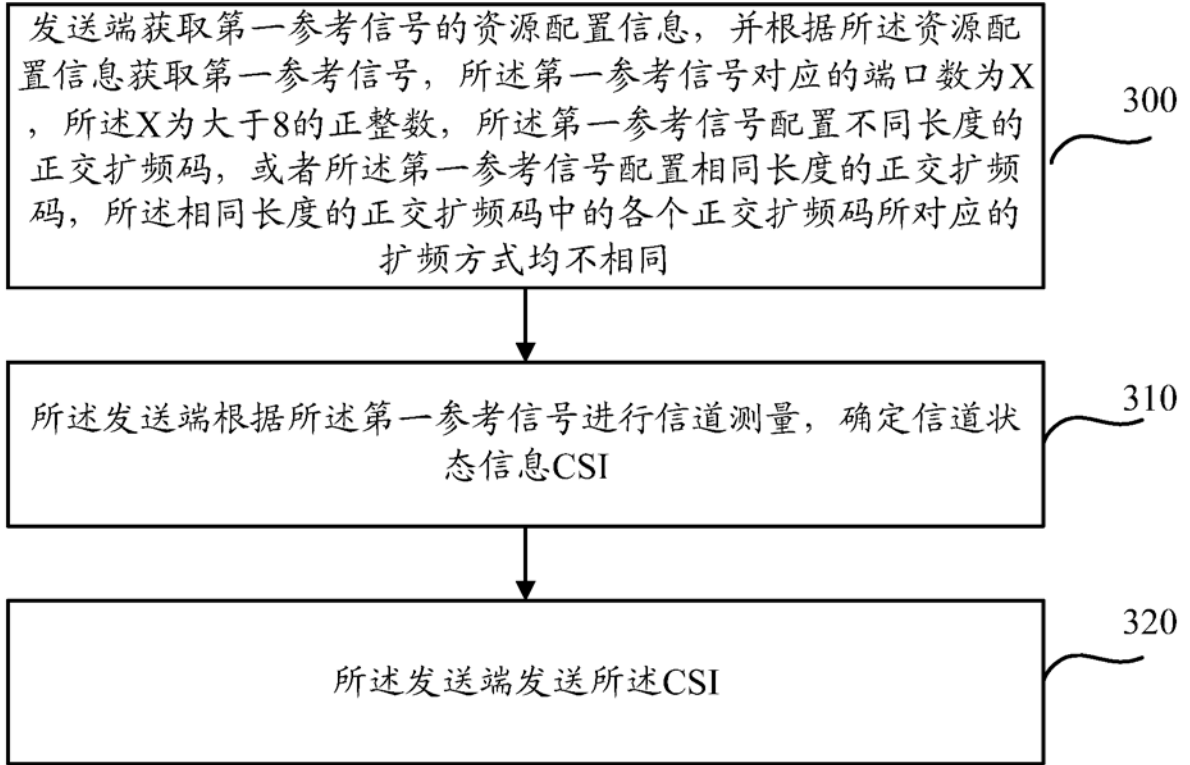 发送端获取第一参考信号的资源配置信息，并根据所述资源配
置信息获取第一参考信号，所述第一参考信号对应的端口数为X
，所述X为大于8的正整数，所述第一参考信号配置不同长度的
正交扩频码，或者所述第一参考信号配置相同长度的正交扩频
码，所述相同长度的正交扩频码中的各个正交扩频码所对应的
扩频方式均不相同
300
所述发送端根据所述第一参考信号进行信道测量，确定信道状
态信息CSI
310
所述发送端发送所述CSI
320